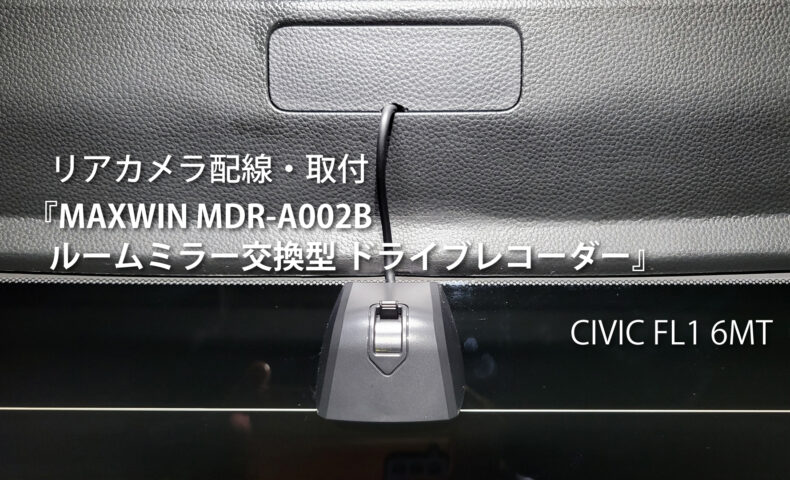 リアカメラ配線・取付
『MAXWIN MDR-A002B
ルームミラー交換型 ドライブレコーダー』
CIVIC FL1 6MT